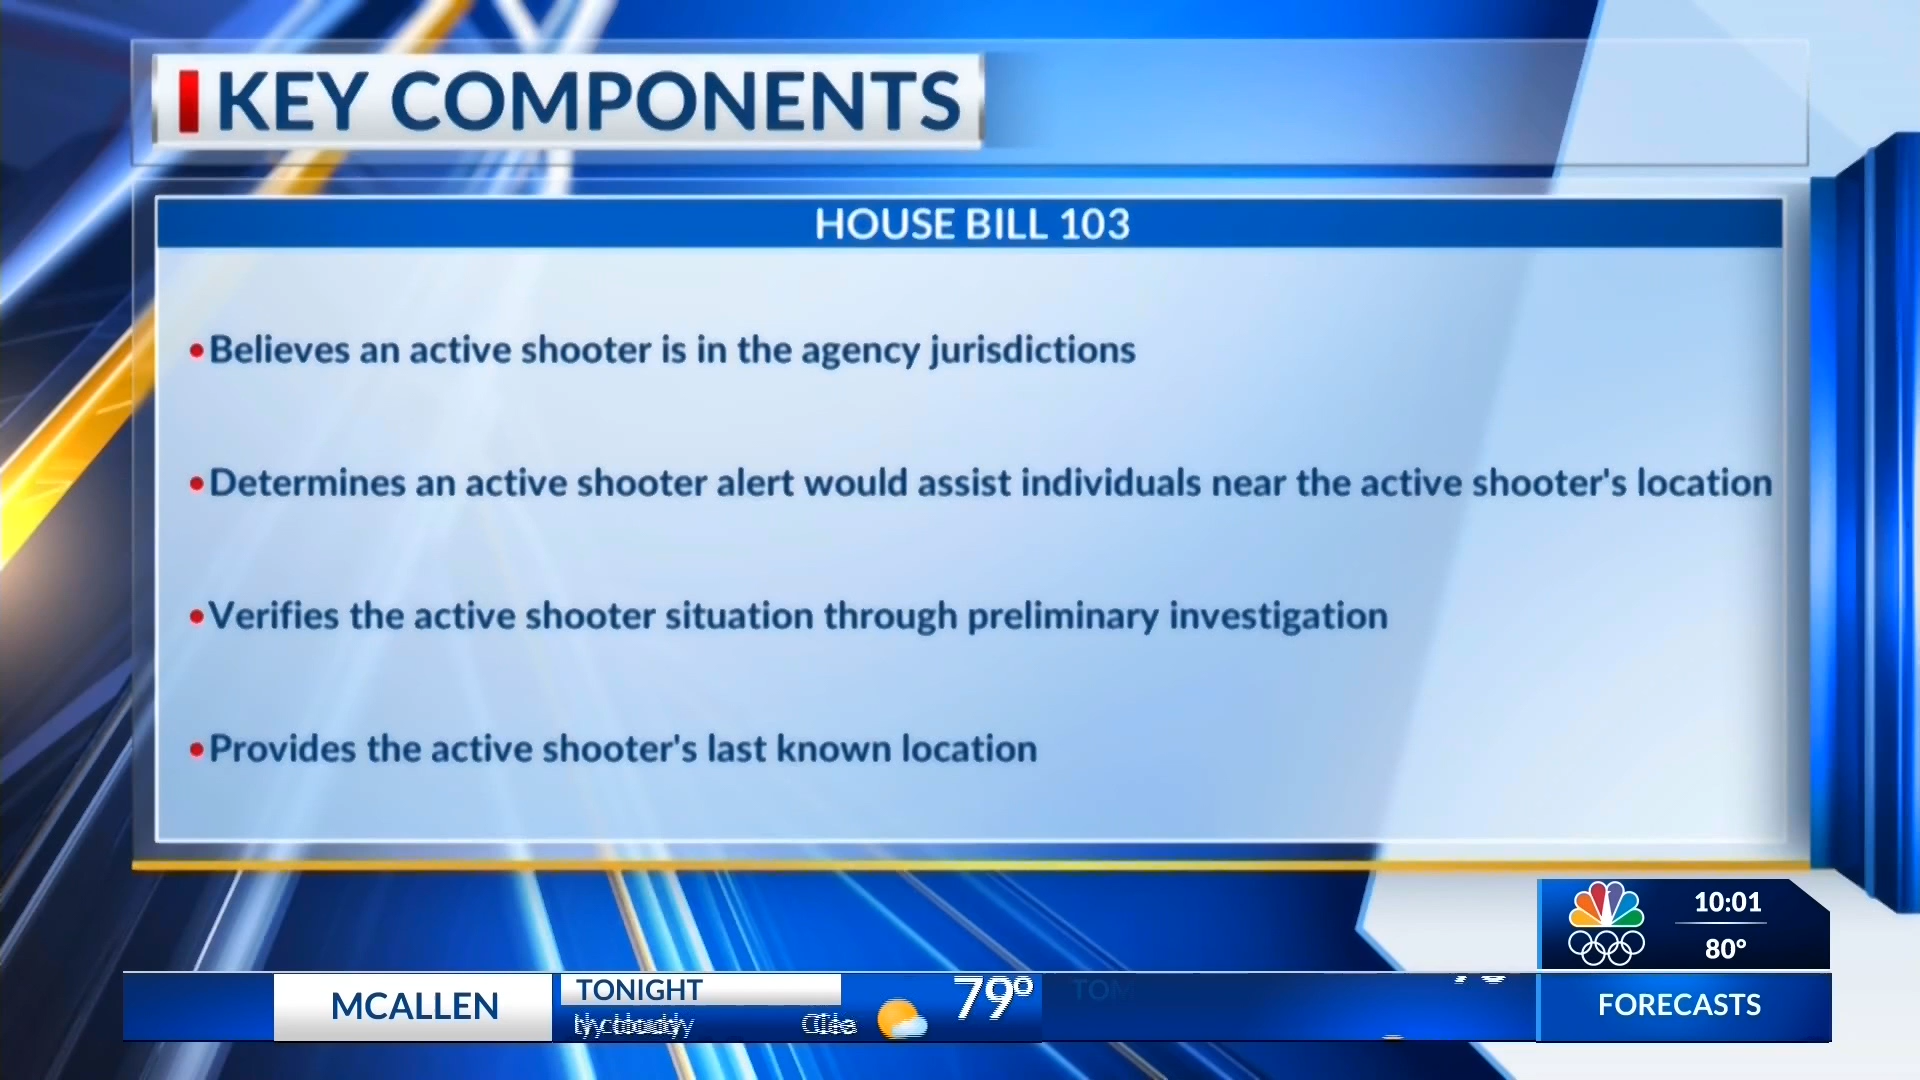 KEY COMPONENTS
HOUSE BILL 103
•Believes an active shooter is in the agency jurisdictions
•Determines an active shooter alert would assist individuals near the active shooter's location
•Verifies the active shooter situation through preliminary investigation
•Provides the active shooter's last known location
10:01
80°
MCALLEN
TONIGHT
79°
FORECASTS